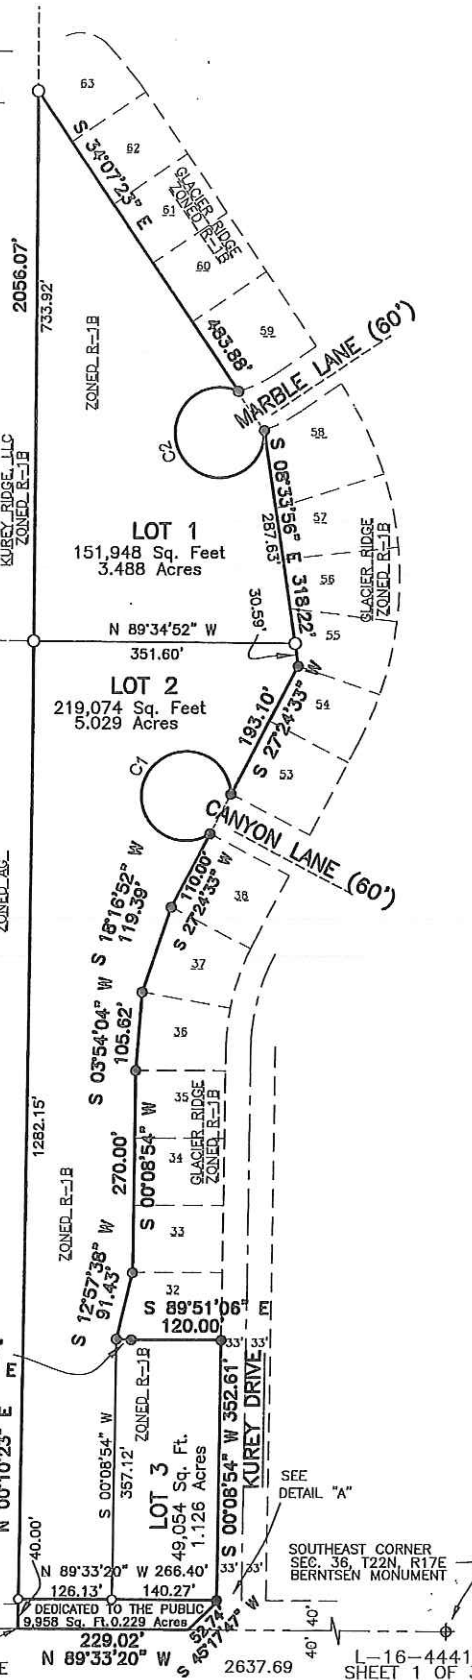 63
S 34°07'23" E
62
GLACIER RIDGE
ZONED R-1B
61
60
2056.07'
733.92'
59
483.88'
ZONED R-1B
MARBLE LANE (60')
KUREY RIDGE, LLC
ZONED R-1B
C2
58
S 08°33'56" E 318.22'
287.63'
57
LOT 1
151,948 Sq. Feet
3.488 Acres
56
GLACIER RIDGE
ZONED R-1B
30.59'
55
N 89°34'52" W
351.60'
LOT 2
219,074 Sq. Feet
5.029 Acres
54
193.10'
S 27°24'33" W
53
C1
CANYON LANE (60')
S 18°16'52" W
119.39'
110.00'
S 27°24'33" W
38
ZONED AG
37
S 03°54'04" W
105.62'
36
35
1282.15'
270.00'
S 00°08'54" W
34
GLACIER RIDGE
ZONED R-1B
ZONED R-1B
33
S 12°57'38" W
91.43'
32
S 89°51'06" E
120.00'
33' 33'
E
N 00°10'23" E
ZONED R-1B
S 00°08'54" W
357.12'
LOT 3
49,054 Sq. Ft.
1.126 Acres
S 00°08'54" W 352.61'
KUREY DRIVE
SEE
DETAIL "A"
33' 33'
40.00'
N 89°33'20" W 266.40'
126.13'
140.27'
SOUTHEAST CORNER
SEC. 36, T22N, R17E
BERNTSEN MONUMENT
DEDICATED TO THE PUBLIC
9,958 Sq. Ft. 0.229 Acres
52.74'
S 45°17'47" W
40' 40'
229.02'
N 89°33'20" W
2637.69
L-16-4441
SHEET 1 OF